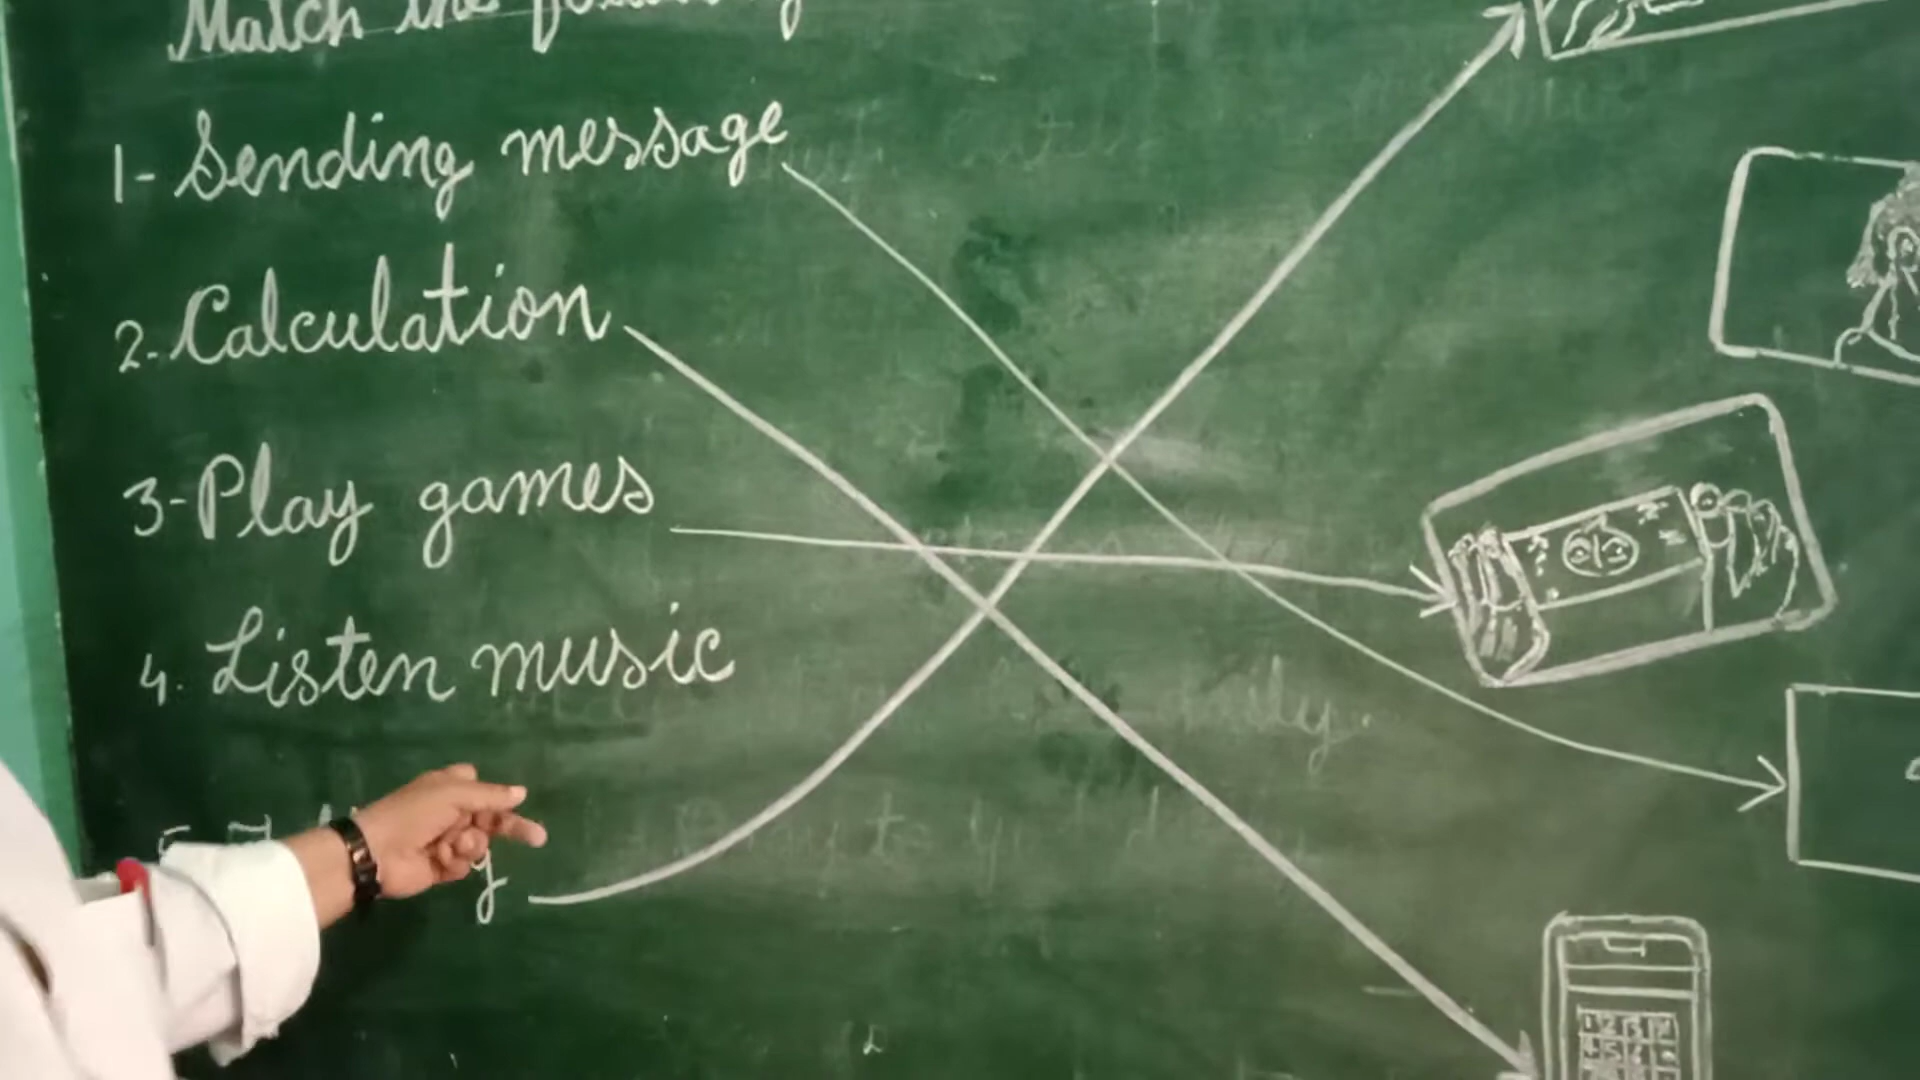 Match the following
1- Sending message
2. Calculation
3- Play games
4. Listen music